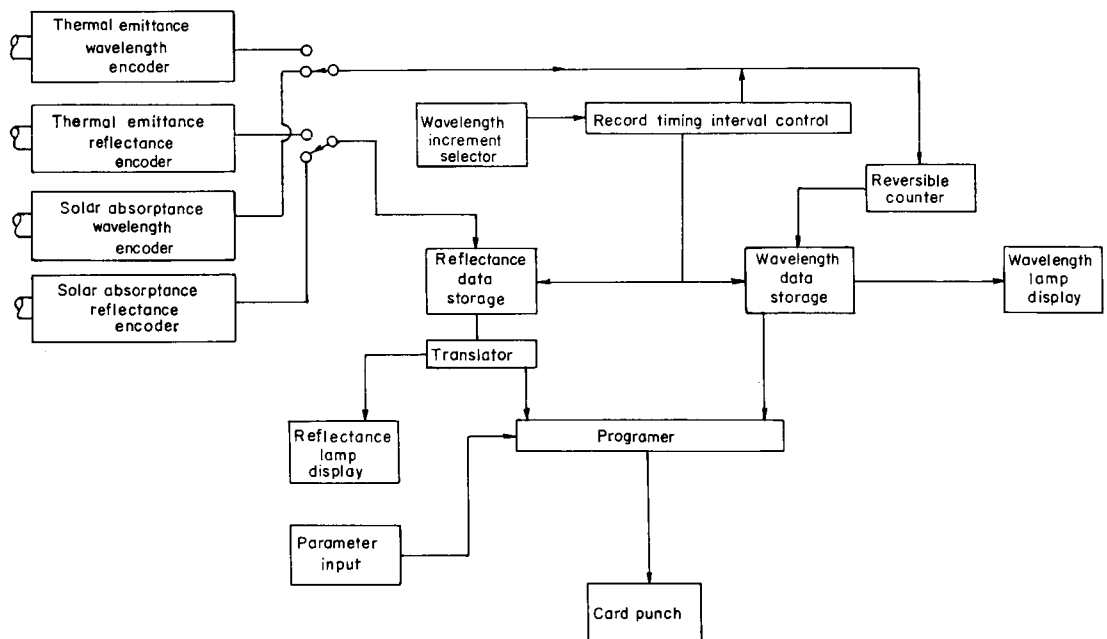 Thermal emittance
wavelength
encoder
Thermal emittance
reflectance
encoder
Solar absorptance
wavelength
encoder
Solar absorptance
reflectance
encoder
Wavelength
increment
selector
Record timing interval control
Reversible
counter
Reflectance
data
storage
Wavelength
data
storage
Wavelength
lamp
display
Translator
Reflectance
lamp
display
Programer
Parameter
input
Card punch